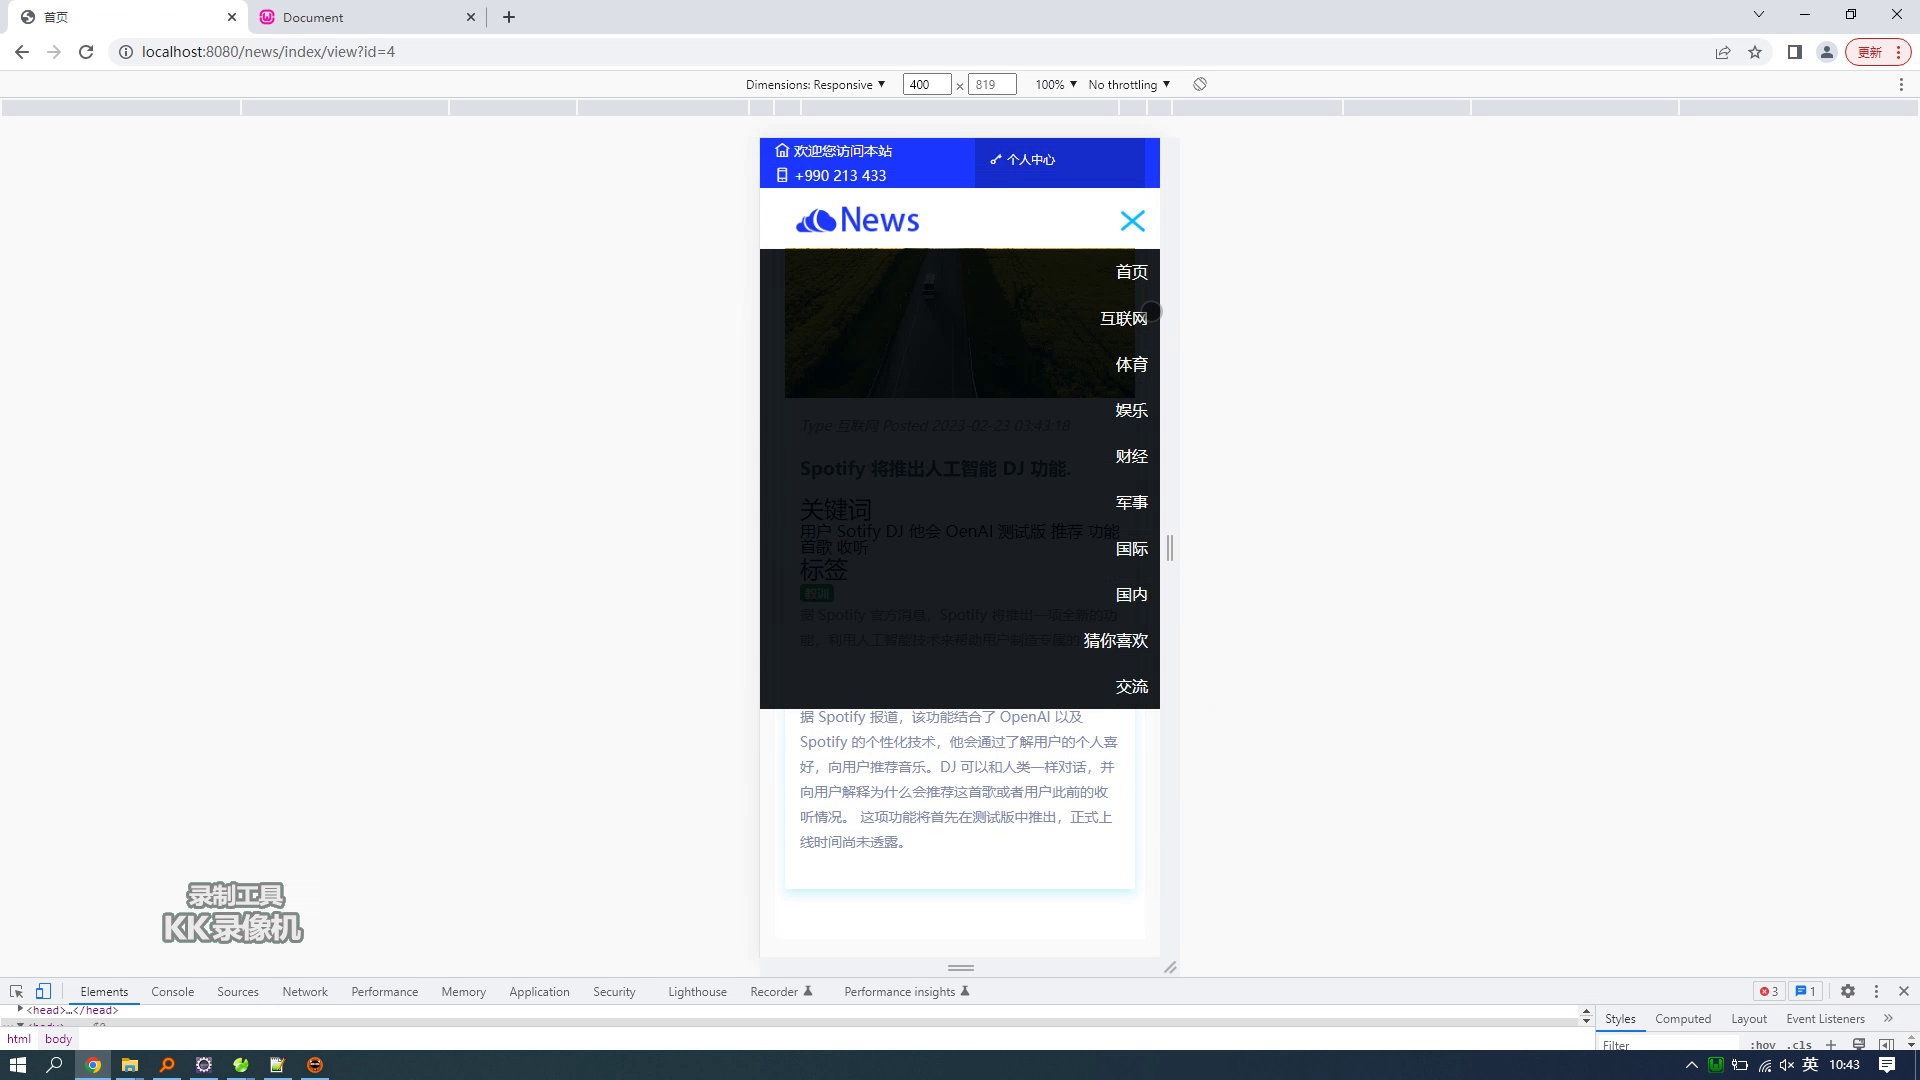 首页
Document
localhost:8080/news/index/view?id=4
更新
Dimensions: Responsive
400 × 819
100%
No throttling
欢迎您访问本站
个人中心
+990 213 433
News
首页
互联网
体育
娱乐
财经
军事
国际
国内
猜你喜欢
交流
Type 互联网 Posted 2023-02-23 03:43:18
Spotify 将推出人工智能 DJ 功能.
关键词
用户 Sotify DJ 他会 OenAI 测试版 推荐 功能
首歌 收听
标签
据 Spotify 官方消息，Spotify 将推出一项全新的功
能，利用人工智能技术来帮助用户制造专属的
据 Spotify 报道，该功能结合了 OpenAI 以及
Spotify 的个性化技术，他会通过了解用户的个人喜
好，向用户推荐音乐。DJ 可以和人类一样对话，并
向用户解释为什么会推荐这首歌或者用户此前的收
听情况。 这项功能将首先在测试版中推出，正式上
线时间尚未透露。
录制工具
KK录像机
Elements
Console
Sources
Network
Performance
Memory
Application
Security
Lighthouse
Recorder
Performance insights
3
1
<head>…</head>
html
body
Styles
Computed
Layout
Event Listeners
Filter
:hov
.cls
英
10:43